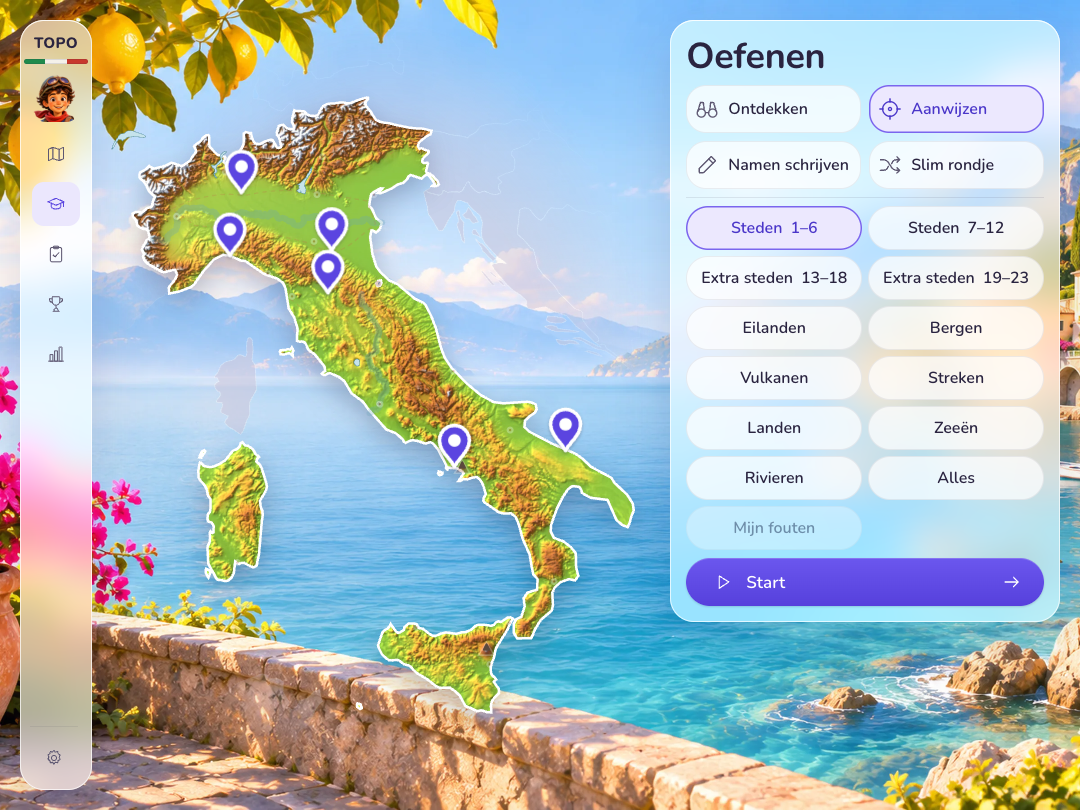 TOPO
Oefenen
Ontdekken
Aanwijzen
Namen schrijven
Slim rondje
Steden 1–6
Steden 7–12
Extra steden 13–18
Extra steden 19–23
Eilanden
Bergen
Vulkanen
Streken
Landen
Zeeën
Rivieren
Alles
Mijn fouten
Start